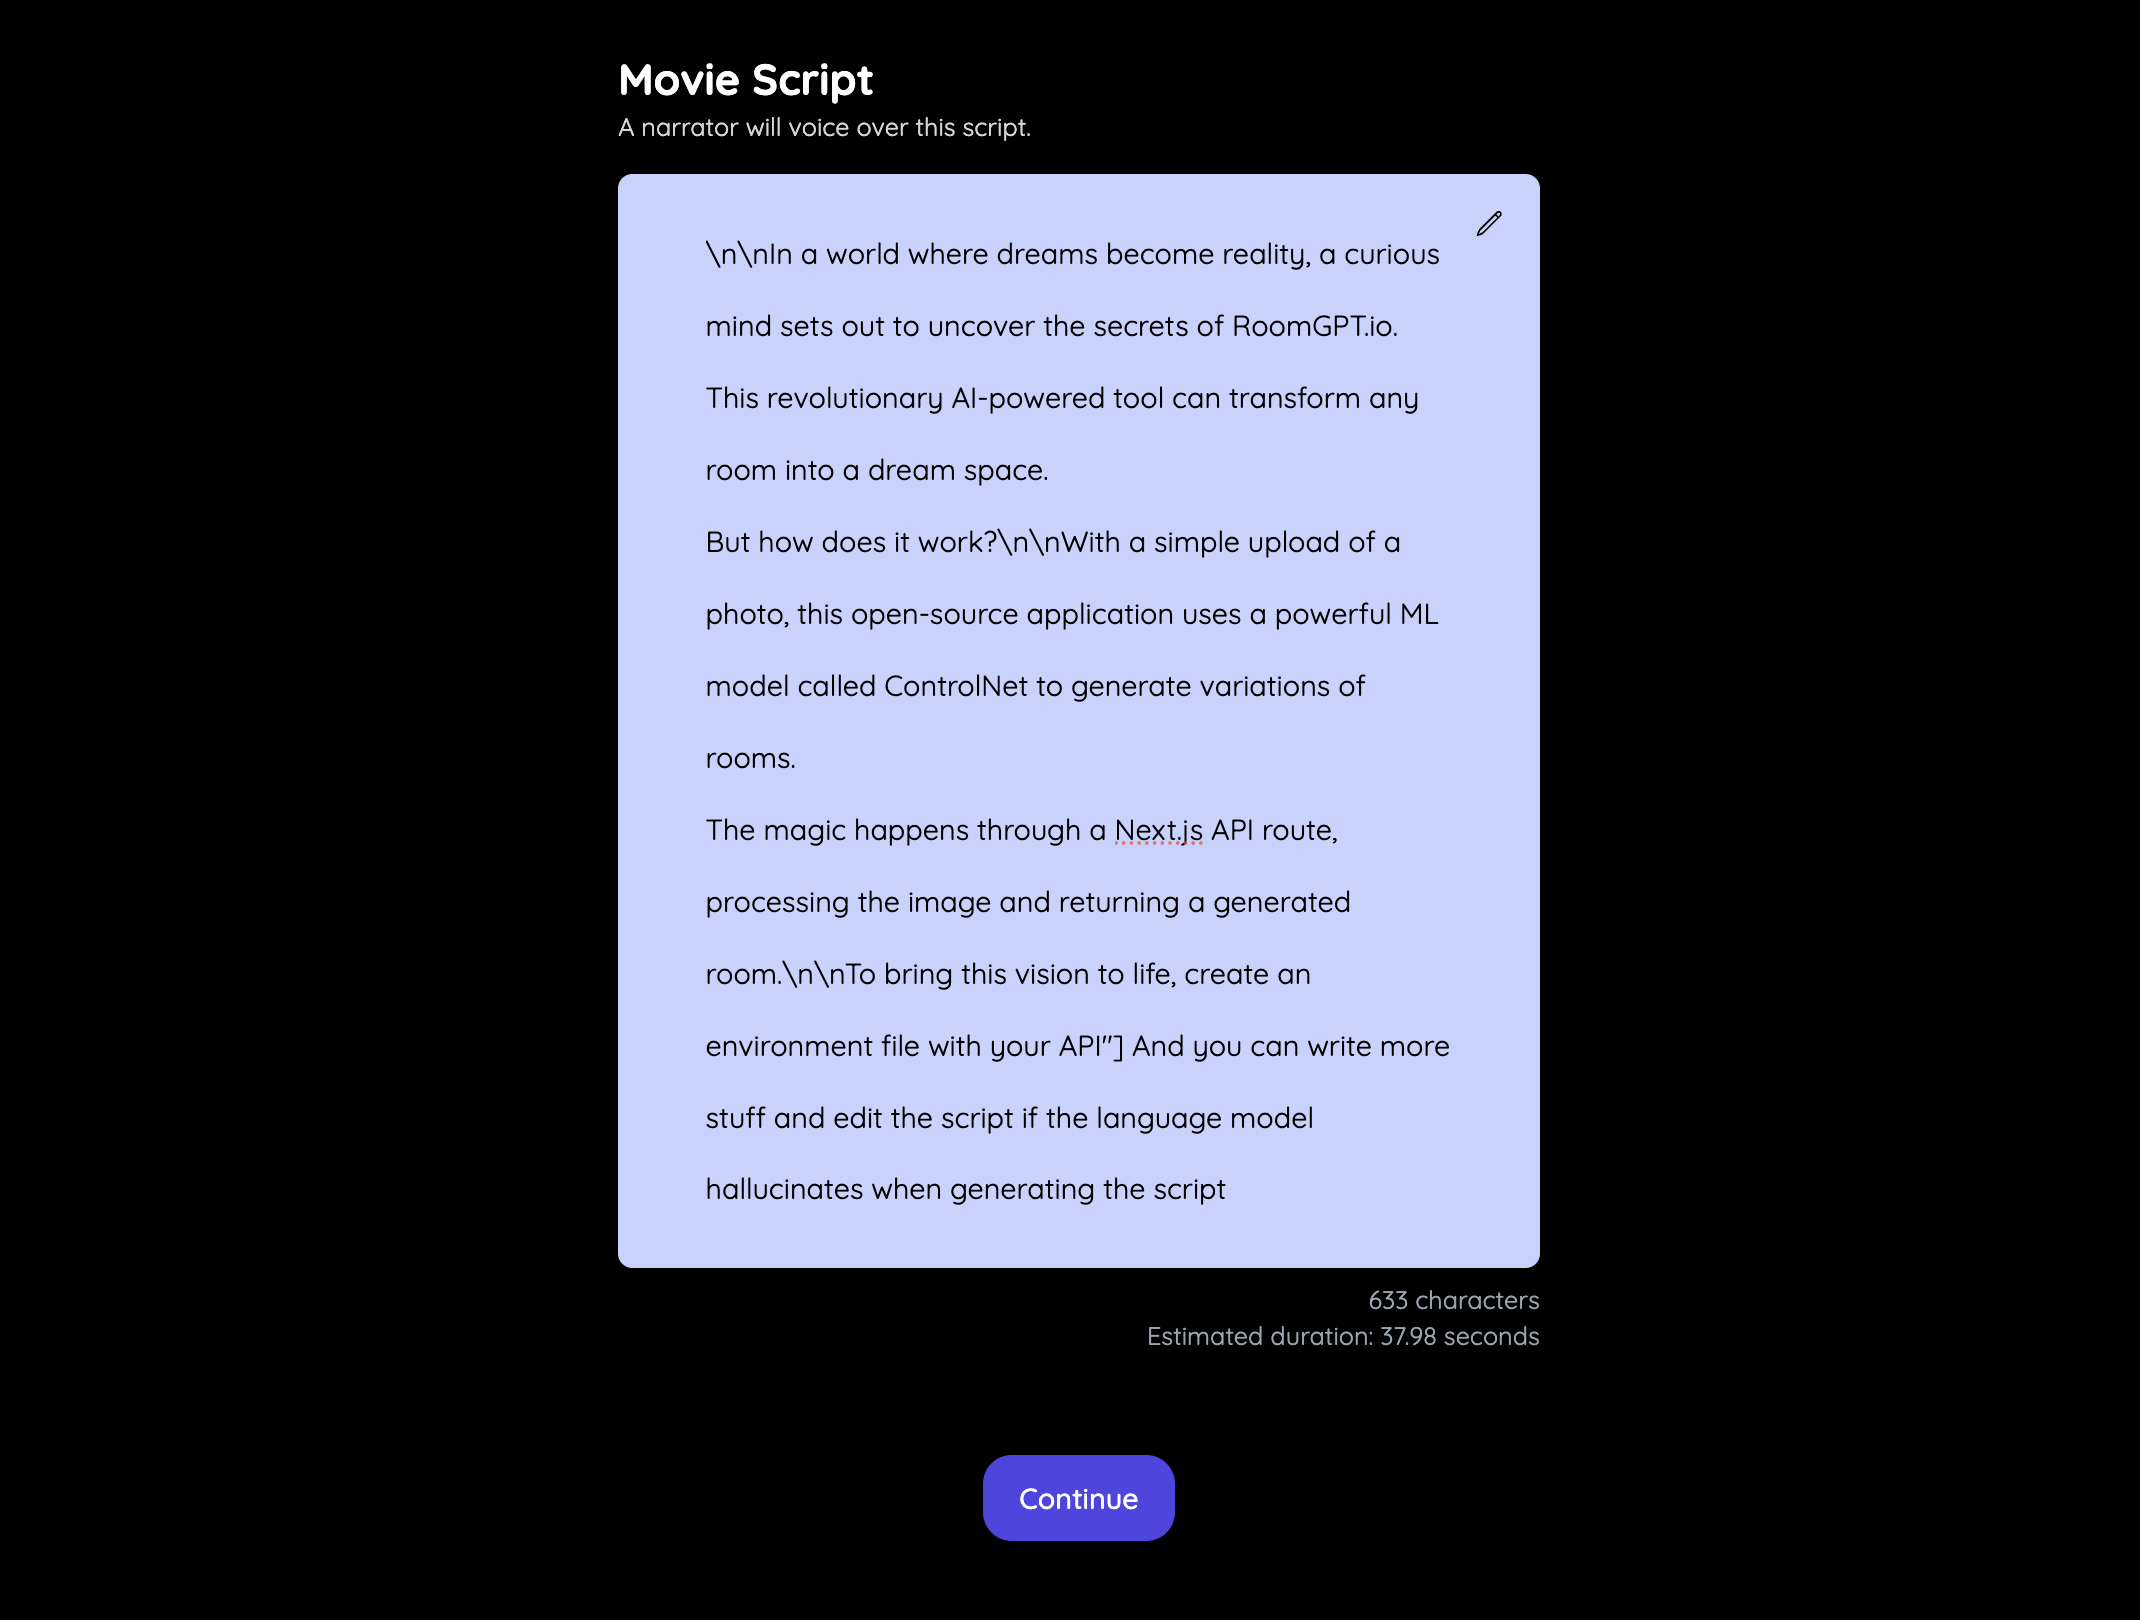 Movie Script
A narrator will voice over this script.
\n\nIn a world where dreams become reality, a curious
mind sets out to uncover the secrets of RoomGPT.io.
This revolutionary AI-powered tool can transform any
room into a dream space.
But how does it work?\n\nWith a simple upload of a
photo, this open-source application uses a powerful ML
model called ControlNet to generate variations of
rooms.
The magic happens through a Next.js API route,
processing the image and returning a generated
room.\n\nTo bring this vision to life, create an
environment file with your API"] And you can write more
stuff and edit the script if the language model
hallucinates when generating the script
633 characters
Estimated duration: 37.98 seconds
Continue